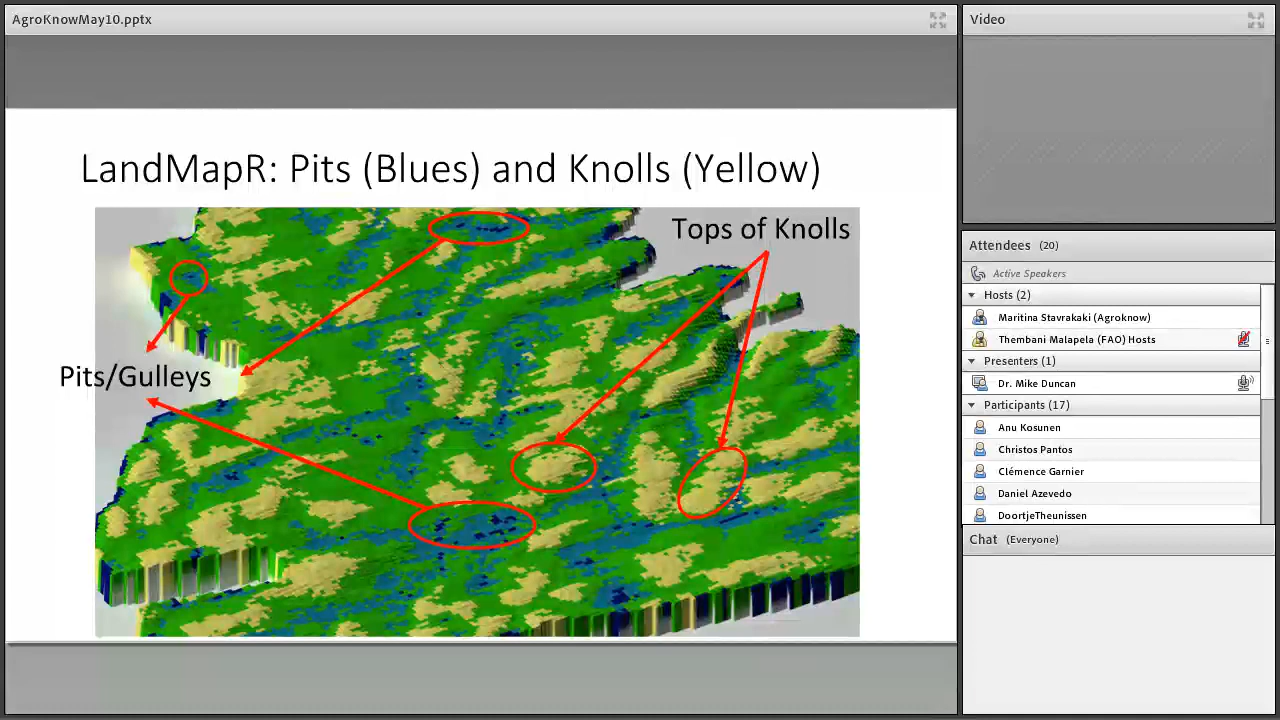 AgroKnowMay10.pptx
LandMapR: Pits (Blues) and Knolls (Yellow)
Tops of Knolls
Pits/Gulleys
Video
Attendees (20)
Active Speakers
Hosts (2)
Maritina Stavrakaki (Agroknow)
Thembani Malapela (FAO) Hosts
Presenters (1)
Dr. Mike Duncan
Participants (17)
Anu Kosunen
Christos Pantos
Clémence Garnier
Daniel Azevedo
DoortjeTheunissen
Chat (Everyone)